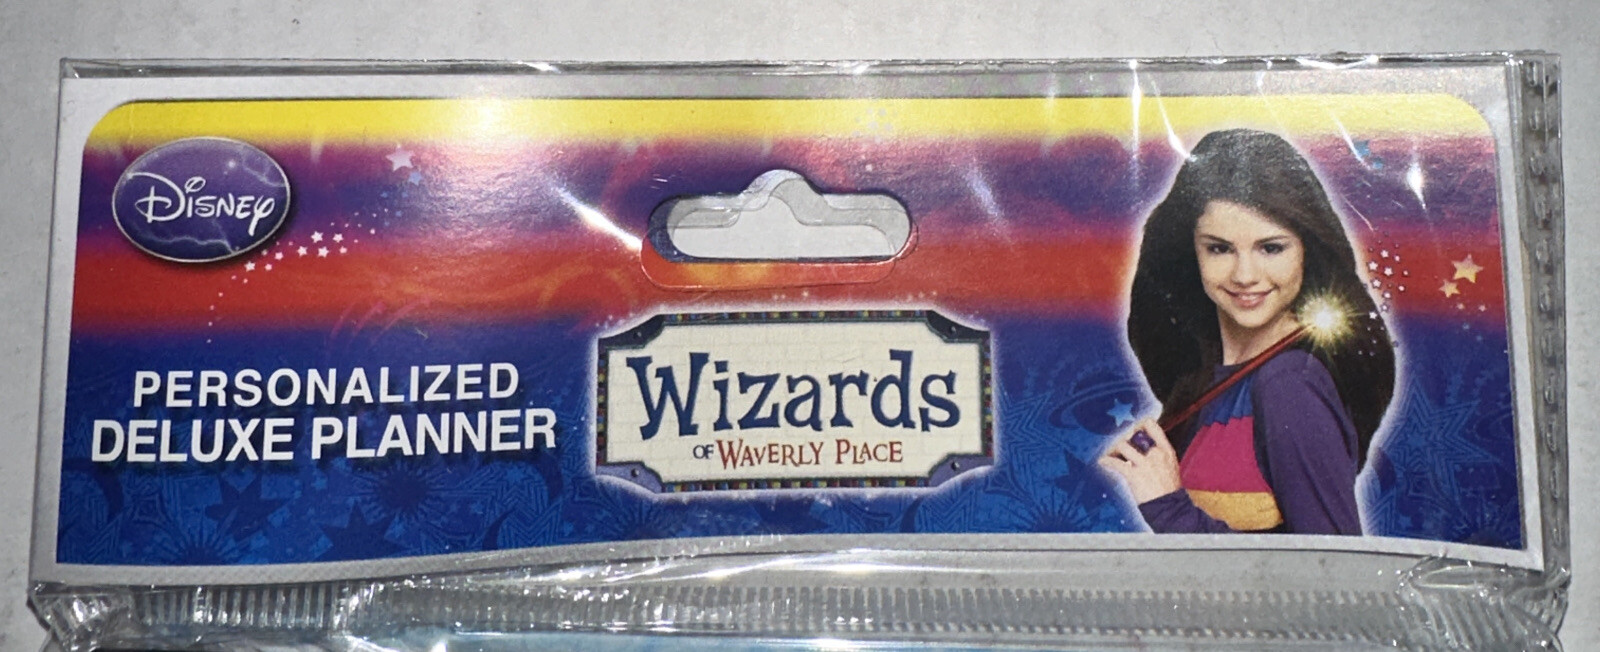 Disney
PERSONALIZED
DELUXE PLANNER
Wizards
OF WAVERLY PLACE